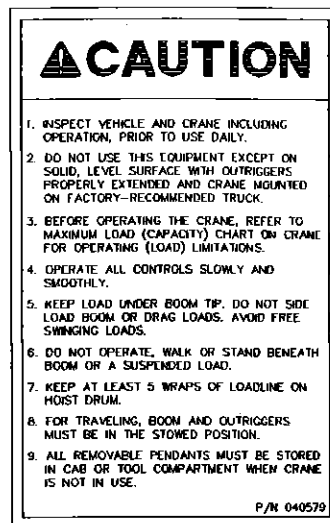 CAUTION
1. INSPECT VEHICLE AND CRANE INCLUDING
OPERATION, PRIOR TO USE DAILY.
2. DO NOT USE THIS EQUIPMENT EXCEPT ON
SOLID, LEVEL SURFACE WITH OUTRIGGERS
PROPERLY EXTENDED AND CRANE MOUNTED
ON FACTORY-RECOMMENDED TRUCK.
3. BEFORE OPERATING THE CRANE, REFER TO
MAXIMUM LOAD (CAPACITY) CHART ON CRANE
FOR OPERATING (LOAD) LIMITATIONS.
4. OPERATE ALL CONTROLS SLOWLY AND
SMOOTHLY.
5. KEEP LOAD UNDER BOOM TIP. DO NOT SIDE
LOAD BOOM OR DRAG LOADS. AVOID FREE
SWINGING LOADS.
6. DO NOT OPERATE, WALK OR STAND BENEATH
BOOM OR A SUSPENDED LOAD.
7. KEEP AT LEAST 5 WRAPS OF LOADLINE ON
HOIST DRUM.
8. FOR TRAVELING, BOOM AND OUTRIGGERS
MUST BE IN THE STOWED POSITION.
9. ALL REMOVABLE PENDANTS MUST BE STORED
IN CAB OR TOOL COMPARTMENT WHEN CRANE
IS NOT IN USE.
P/N 040579